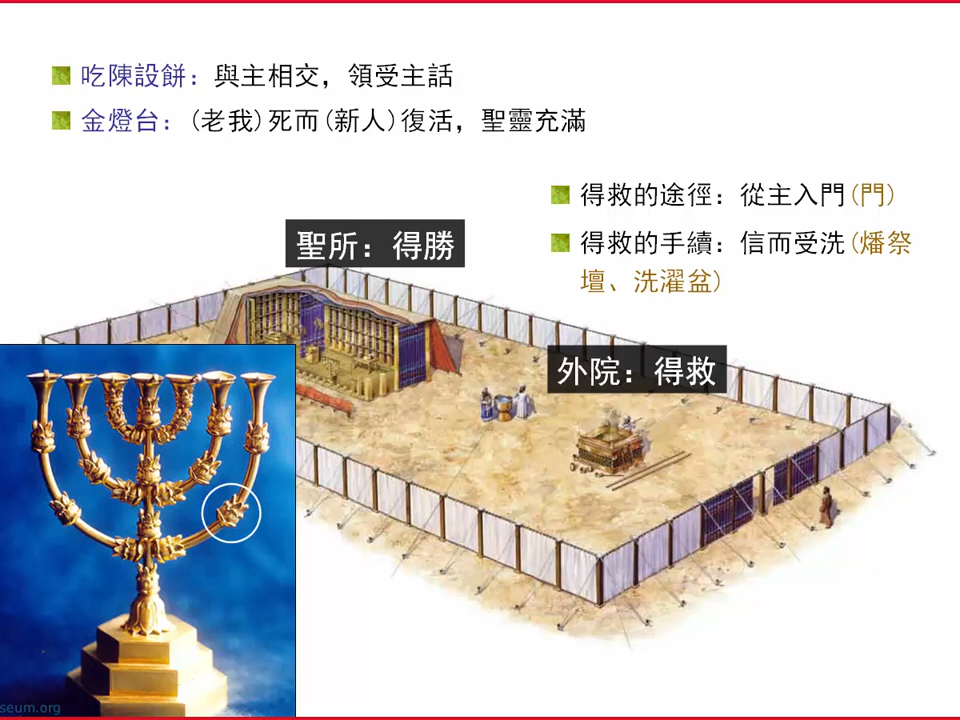 吃陳設餅：與主相交，領受主話
金燈台：(老我)死而(新人)復活，聖靈充滿
得救的途徑：從主入門(門)
得救的手續：信而受洗(燔祭
壇、洗濯盆)
聖所：得勝
外院：得救
seum.org